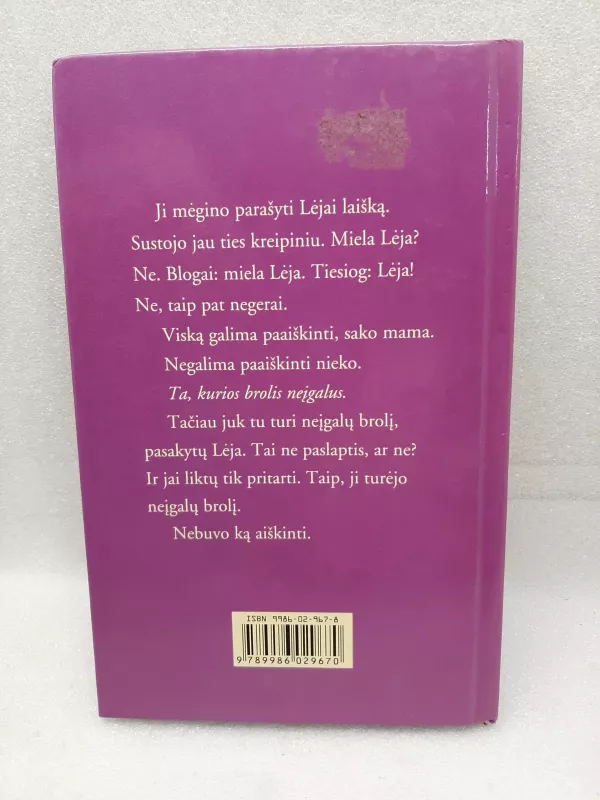 Ji mėgino parašyti Lėjai laišką.
Sustojo jau ties kreipiniu. Miela Lėja?
Ne. Blogai: miela Lėja. Tiesiog: Lėja!
Ne, taip pat negerai.
Viską galima paaiškinti, sako mama.
Negalima paaiškinti nieko.
Ta, kurios brolis neįgalus.
Tačiau juk tu turi neįgalų brolį,
pasakytų Lėja. Tai ne paslaptis, ar ne?
Ir jai liktų tik pritarti. Taip, ji turėjo
neįgalų brolį.
Nebuvo ką aiškinti.
ISBN 9986-02-967-8
9 789986 029670